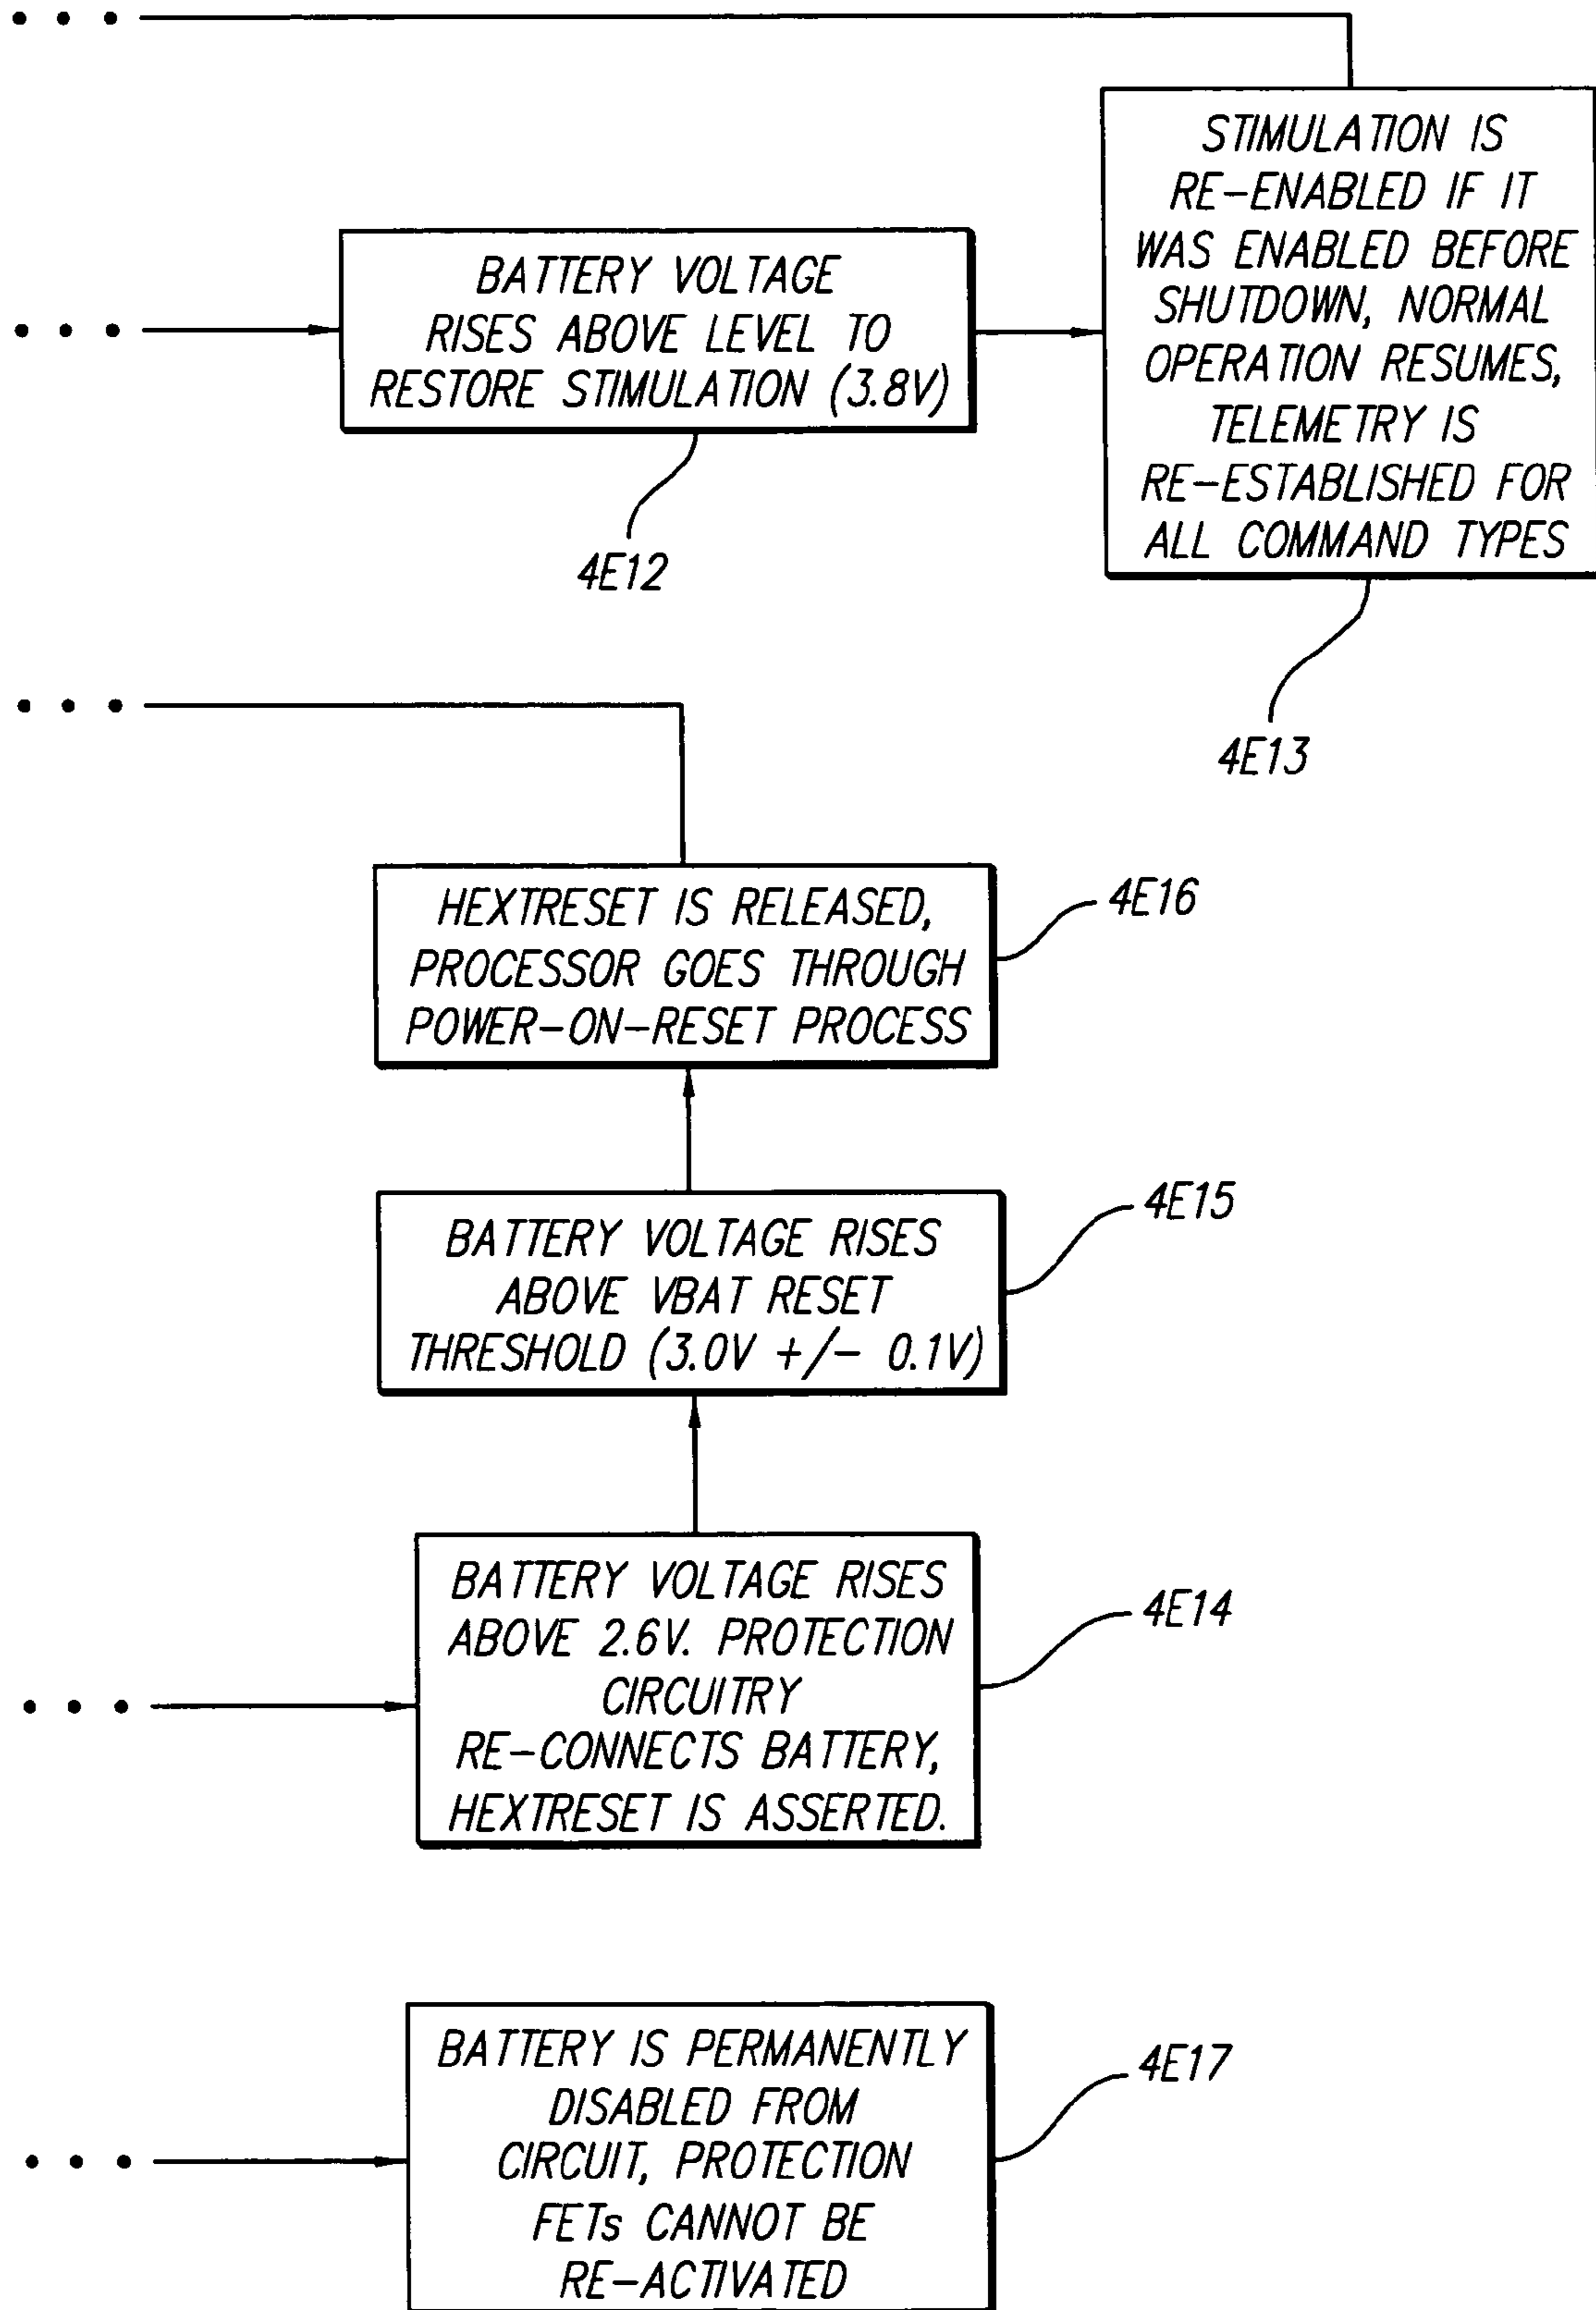 STIMULATION IS
RE-ENABLED IF IT
WAS ENABLED BEFORE
SHUTDOWN, NORMAL
OPERATION RESUMES,
TELEMETRY IS
RE-ESTABLISHED FOR
ALL COMMAND TYPES
BATTERY VOLTAGE
RISES ABOVE LEVEL TO
RESTORE STIMULATION (3.8V)
4E12
4E13
HEXTRESET IS RELEASED,
PROCESSOR GOES THROUGH
POWER-ON-RESET PROCESS
4E16
BATTERY VOLTAGE RISES
ABOVE VBAT RESET
THRESHOLD (3.0V +/- 0.1V)
4E15
BATTERY VOLTAGE RISES
ABOVE 2.6V. PROTECTION
CIRCUITRY
RE-CONNECTS BATTERY,
HEXTRESET IS ASSERTED.
4E14
BATTERY IS PERMANENTLY
DISABLED FROM
CIRCUIT, PROTECTION
FETs CANNOT BE
RE-ACTIVATED
4E17